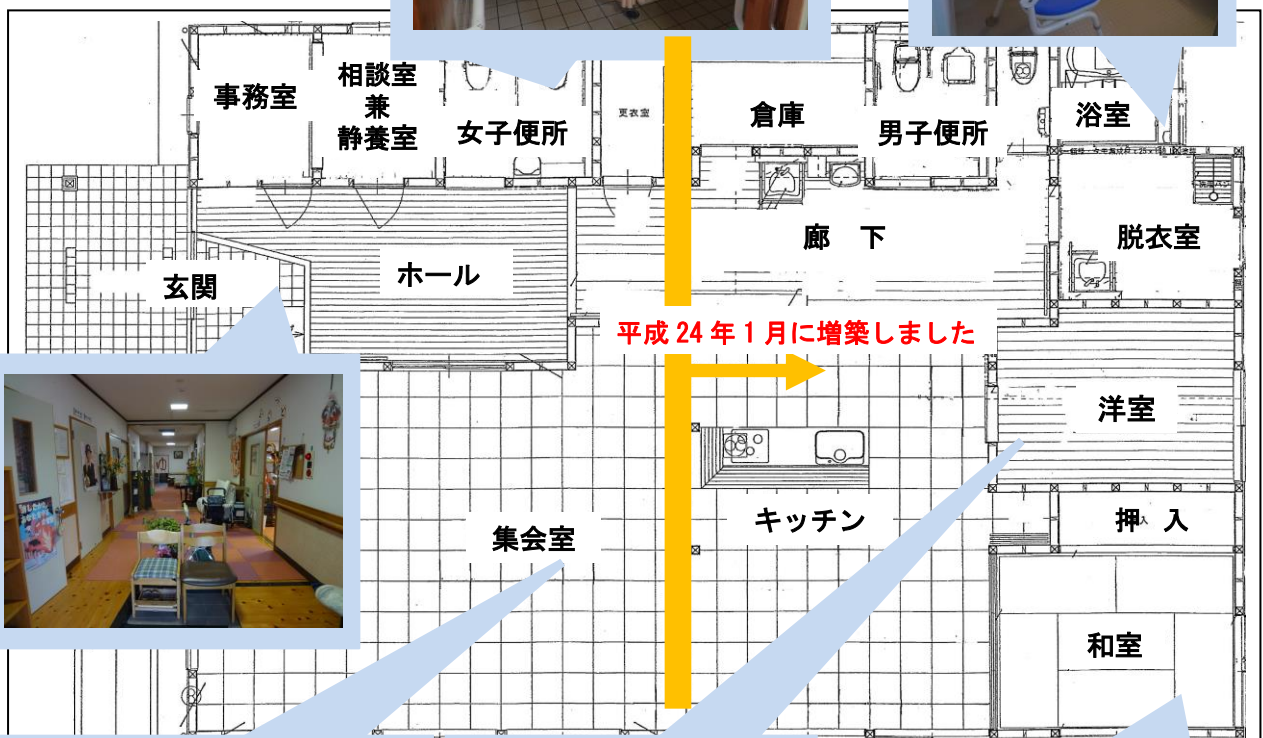 事務室
相談室
兼
静養室
女子便所
更衣室
倉庫
男子便所
浴室
玄関
ホール
廊 下
脱衣室
平成 24 年 1 月に増築しました
洋室
集会室
キッチン
押 入
和室